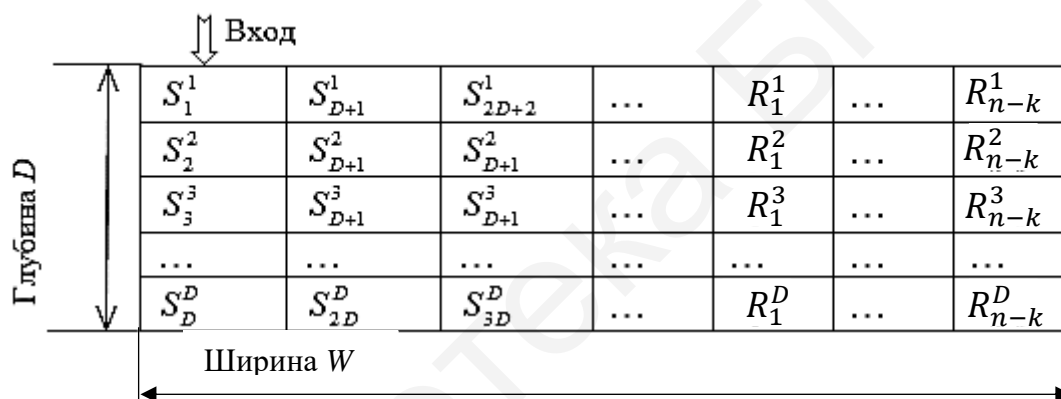 Вход
Глубина D
S_1^1 S_{D+1}^1 S_{2D+2}^1 … R_1^1 … R_{n-k}^1
S_2^2 S_{D+1}^2 S_{D+1}^2 … R_1^2 … R_{n-k}^2
S_3^3 S_{D+1}^3 S_{D+1}^3 … R_1^3 … R_{n-k}^3
… … … … … … …
S_D^D S_{2D}^D S_{3D}^D … R_1^D … R_{n-k}^D
Ширина W